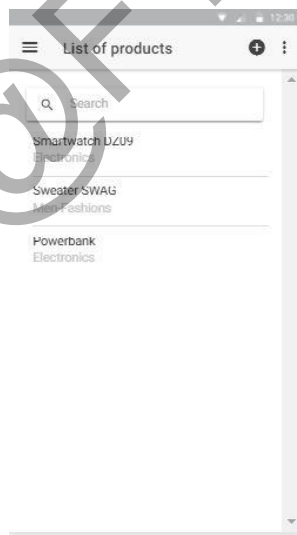 12:30
List of products
Search
Smartwatch DZ09
Electronics
Sweater SWAG
Men Fashions
Powerbank
Electronics